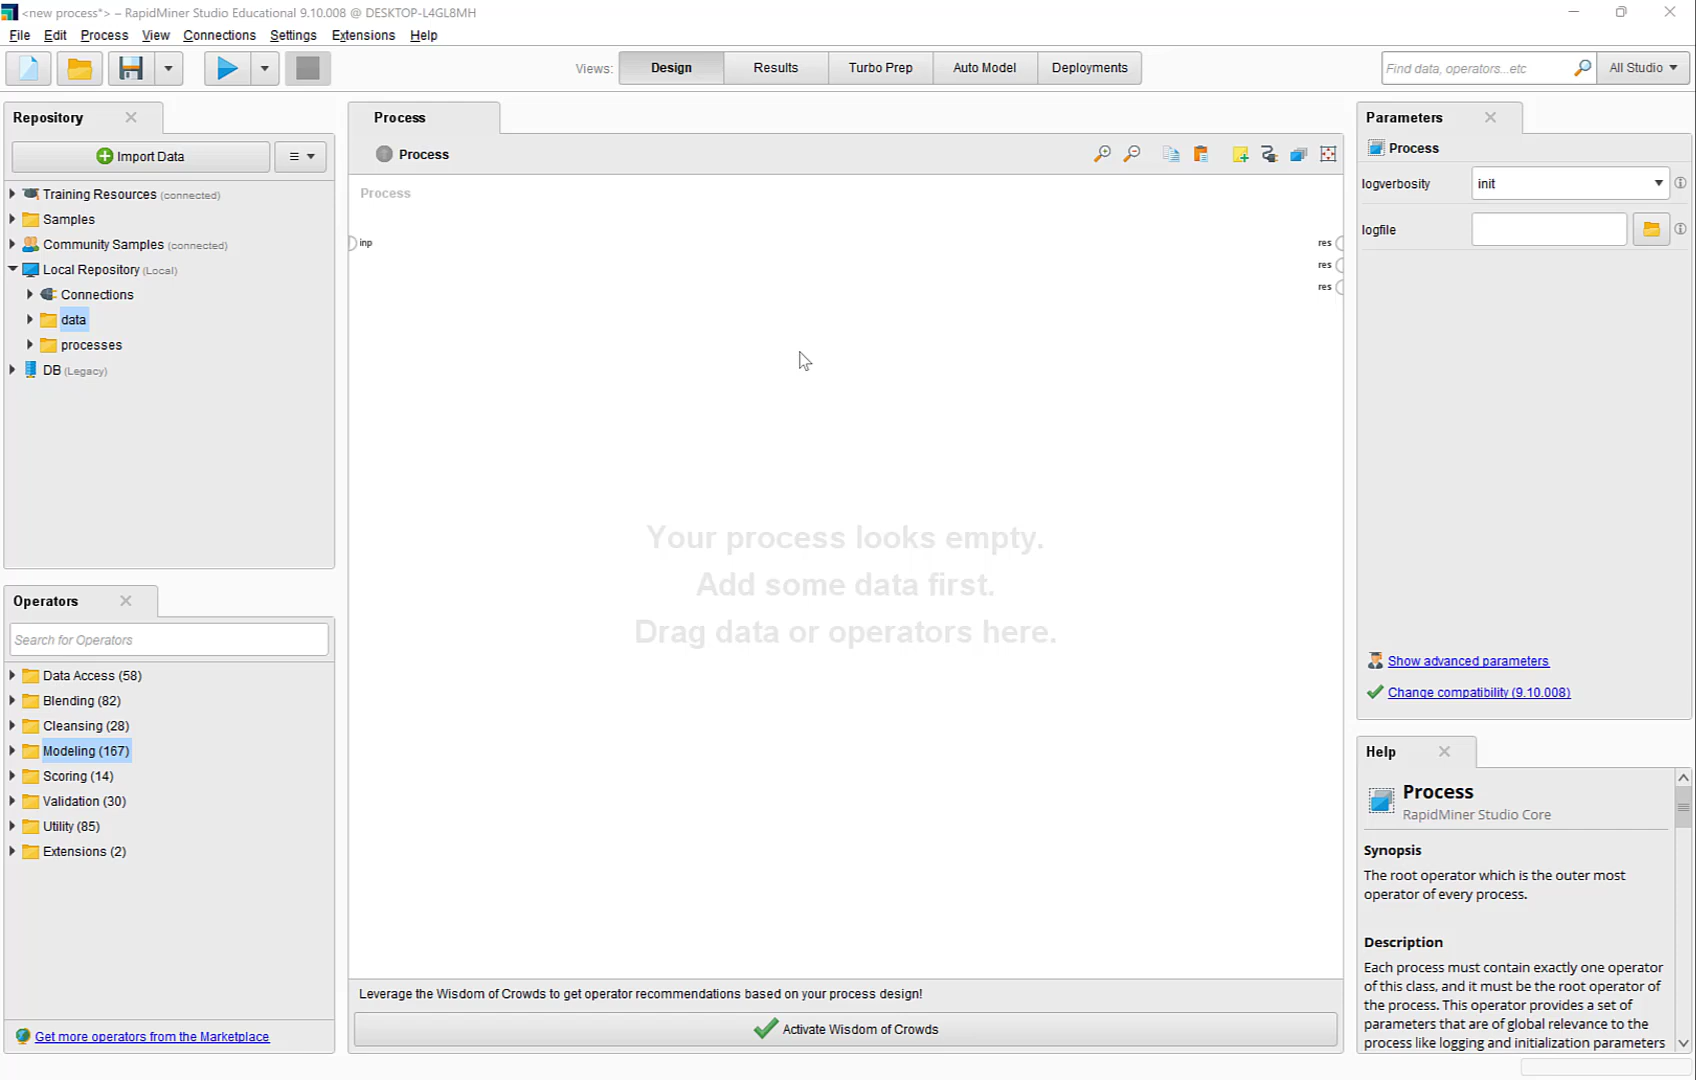 <new process*> – RapidMiner Studio Educational 9.10.008 @ DESKTOP-L4GL8MH
File Edit Process View Connections Settings Extensions Help
Views: Design Results Turbo Prep Auto Model Deployments
Find data, operators...etc All Studio
Repository
Import Data
Training Resources (connected)
Samples
Community Samples (connected)
Local Repository (Local)
Connections
data
processes
DB (Legacy)
Operators
Search for Operators
Data Access (58)
Blending (82)
Cleansing (28)
Modeling (167)
Scoring (14)
Validation (30)
Utility (85)
Extensions (2)
Get more operators from the Marketplace
Process
Process
Process
inp
res
res
res
Your process looks empty.
Add some data first.
Drag data or operators here.
Leverage the Wisdom of Crowds to get operator recommendations based on your process design!
Activate Wisdom of Crowds
Parameters
Process
logverbosity init
logfile
Show advanced parameters
Change compatibility (9.10.008)
Help
Process
RapidMiner Studio Core
Synopsis
The root operator which is the outer most
operator of every process.
Description
Each process must contain exactly one operator
of this class, and it must be the root operator of
the process. This operator provides a set of
parameters that are of global relevance to the
process like logging and initialization parameters